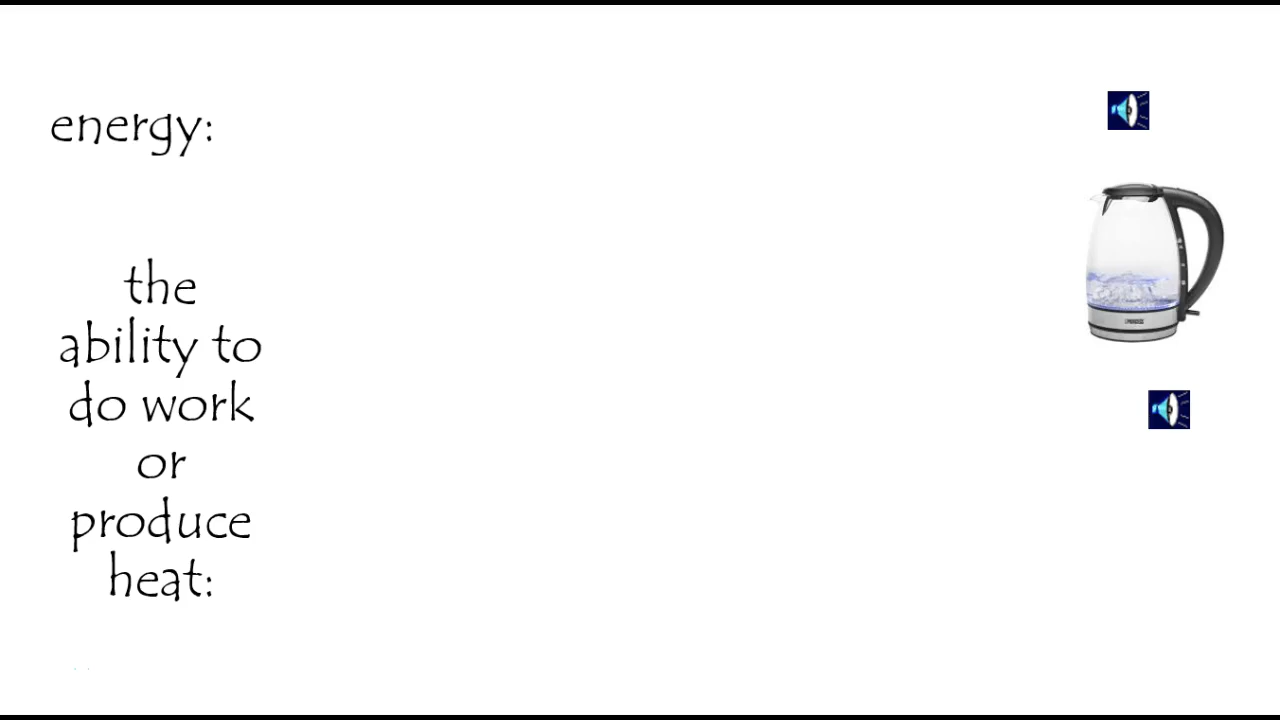 energy:
the
ability to
do work
or
produce
heat: